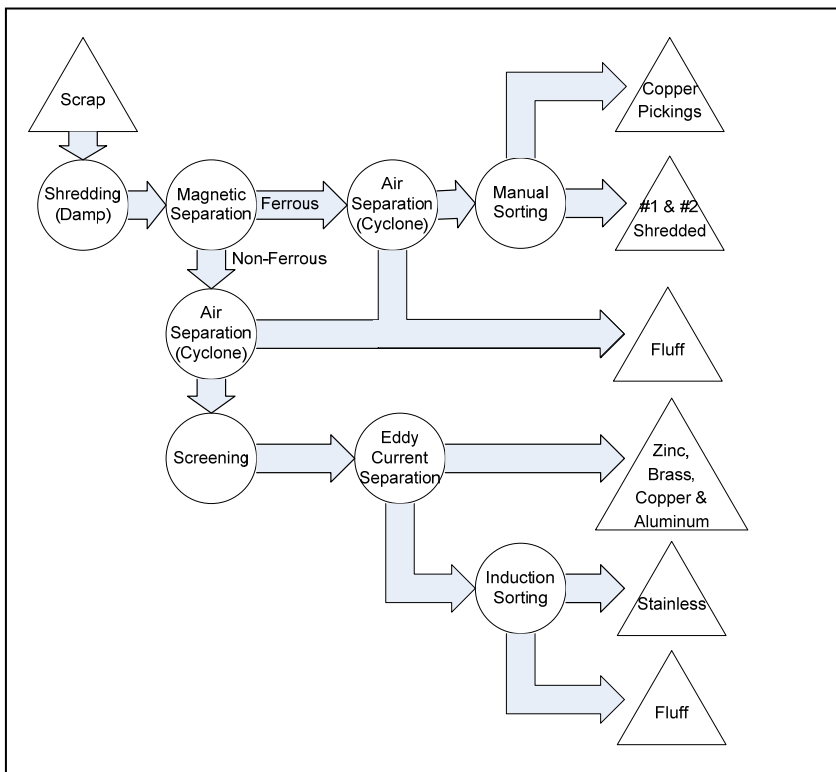 Scrap
Copper
Pickings
Shredding
(Damp)
Magnetic
Separation
Ferrous
Air
Separation
(Cyclone)
Manual
Sorting
#1 & #2
Shredded
Non-Ferrous
Air
Separation
(Cyclone)
Fluff
Screening
Eddy
Current
Separation
Zinc,
Brass,
Copper &
Aluminum
Induction
Sorting
Stainless
Fluff